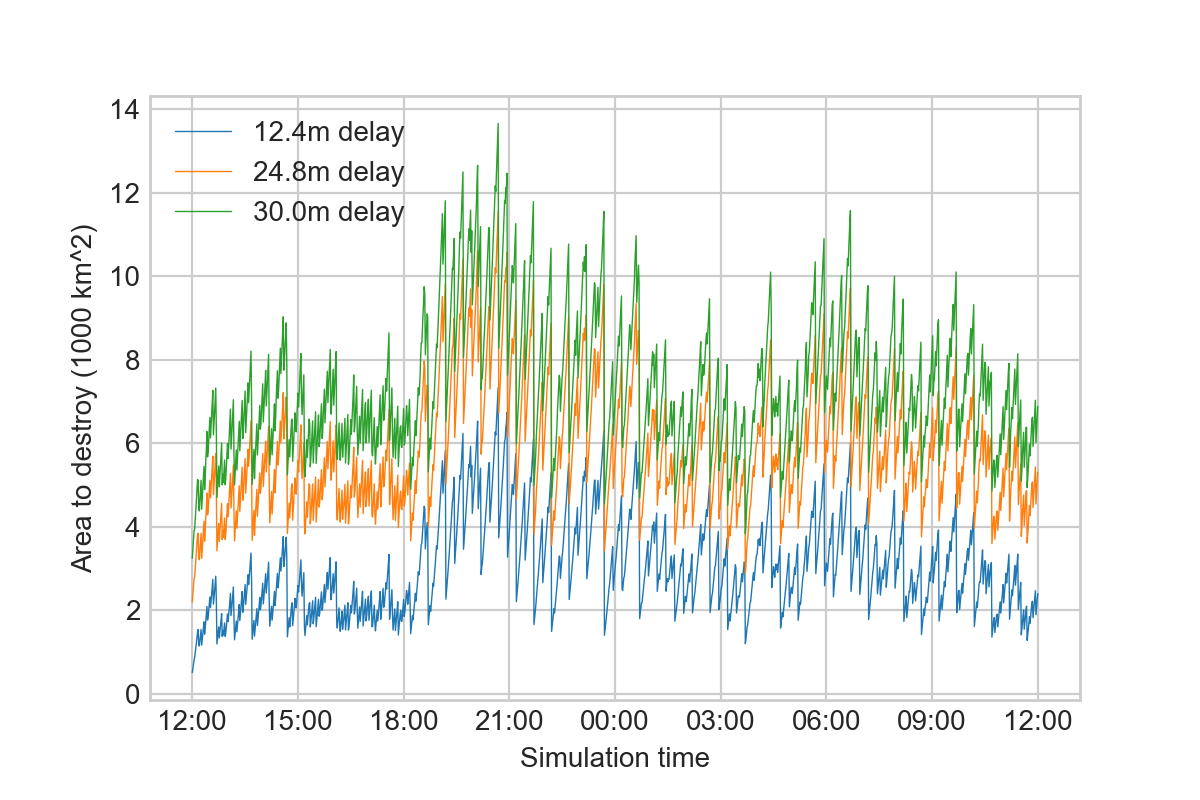 14
12
10
8
6
4
2
0
Area to destroy (1000 km^2)
12.4m delay
24.8m delay
30.0m delay
12:00 15:00 18:00 21:00 00:00 03:00 06:00 09:00 12:00
Simulation time